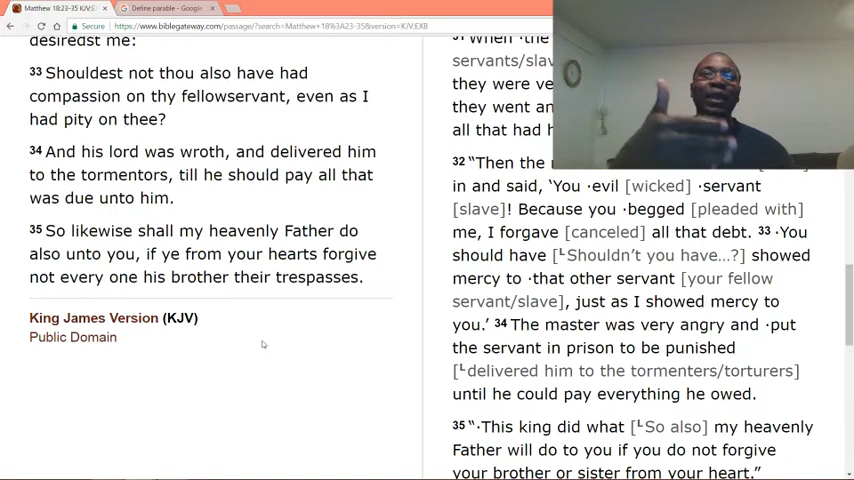 Matthew 18:23-35 KJV;EX
Define parable - Google
Secure
https://www.biblegateway.com/passage/?search=Matthew+18%3A23-35&version=KJV;EXB
desiredst me:
33 Shouldest not thou also have had
compassion on thy fellowservant, even as I
had pity on thee?
34 And his lord was wroth, and delivered him
to the tormentors, till he should pay all that
was due unto him.
35 So likewise shall my heavenly Father do
also unto you, if ye from your hearts forgive
not every one his brother their trespasses.
King James Version (KJV)
Public Domain
31 "When ·the
servants/slav
they were ve
they went an
all that had h
32 “Then the
in and said, ‘You ·evil [wicked] ·servant
[slave]! Because you ·begged [pleaded with]
me, I forgave [canceled] all that debt. 33 ·You
should have [LShouldn’t you have…?] showed
mercy to ·that other servant [your fellow
servant/slave], just as I showed mercy to
you.’ 34 The master was very angry and ·put
the servant in prison to be punished
[Ldelivered him to the tormenters/torturers]
until he could pay everything he owed.
35 “·This king did what [LSo also] my heavenly
Father will do to you if you do not forgive
your brother or sister from your heart.”